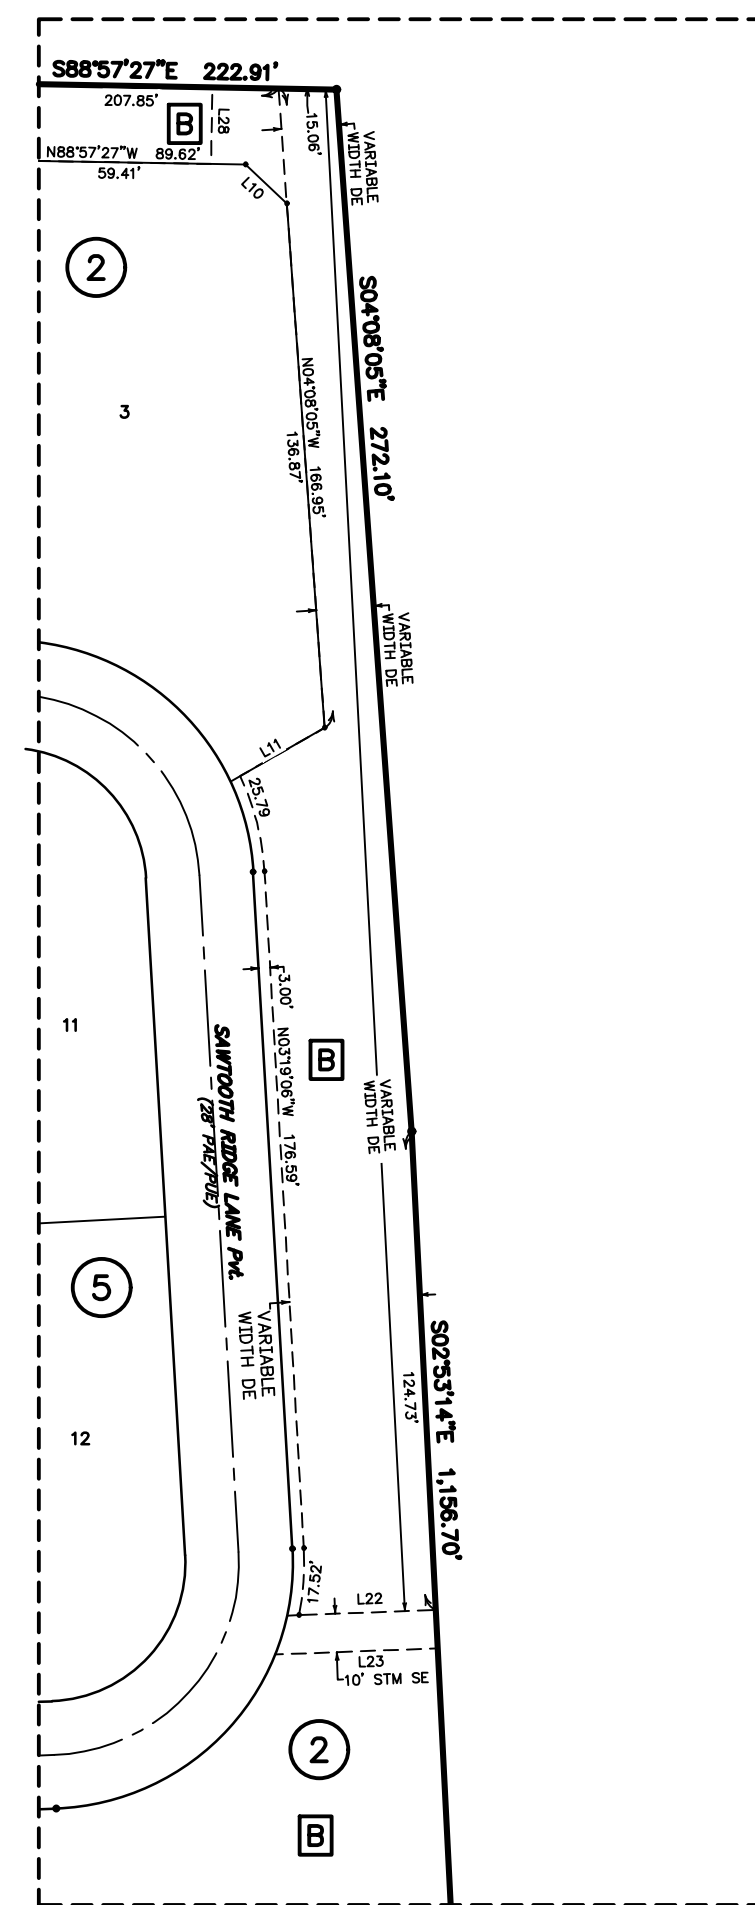 S88°57'27"E 222.91'
207.85'
B
L28
15.06'
VARIABLE
WIDTH DE
N88°57'27"W 89.62'
59.41'
L10
2
S04°08'05"E 272.10'
3
N04°08'05"W 166.95'
136.87'
VARIABLE
WIDTH DE
L11
25.79
3.00'
11
SAWTOOTH RIDGE LANE Pvt.
(28' PAE/PUE)
N03°19'06"W 176.59'
B
VARIABLE
WIDTH DE
5
VARIABLE
WIDTH DE
S02°53'14"E 1,156.70'
124.73'
12
17.52'
L22
L23
10' STM SE
2
B